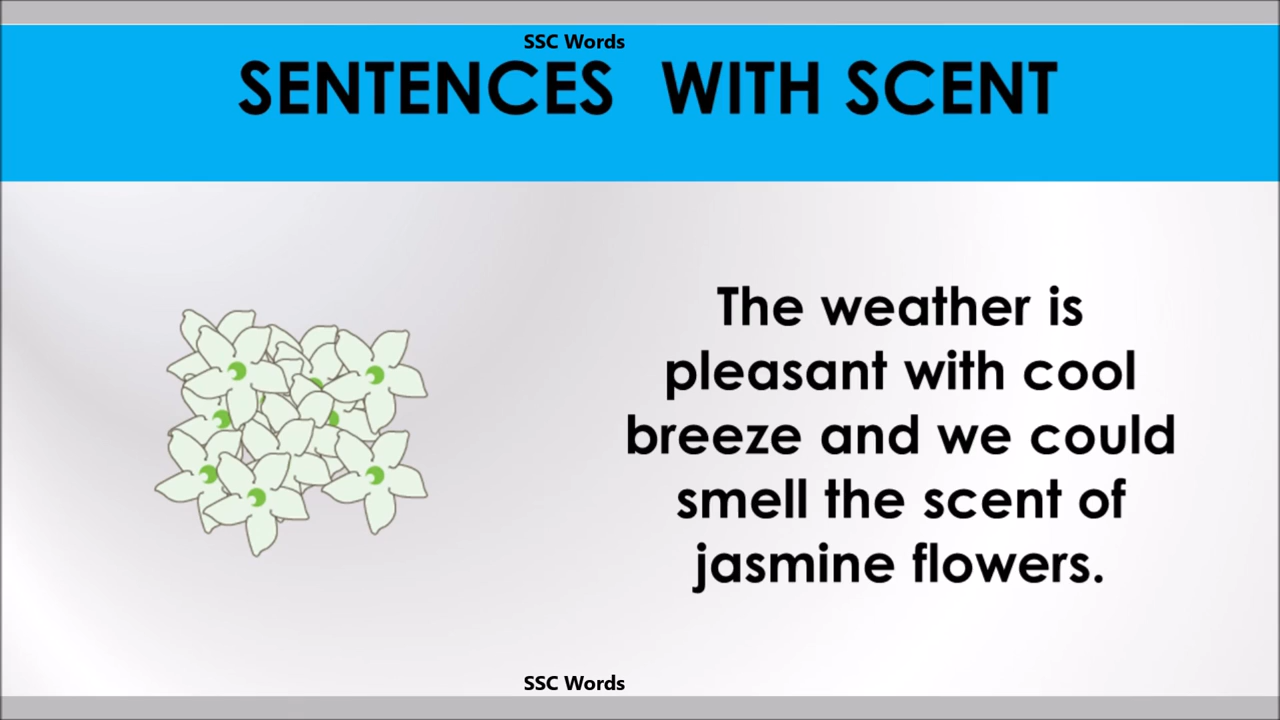 SSC Words
SENTENCES WITH SCENT
The weather is
pleasant with cool
breeze and we could
smell the scent of
jasmine flowers.
SSC Words